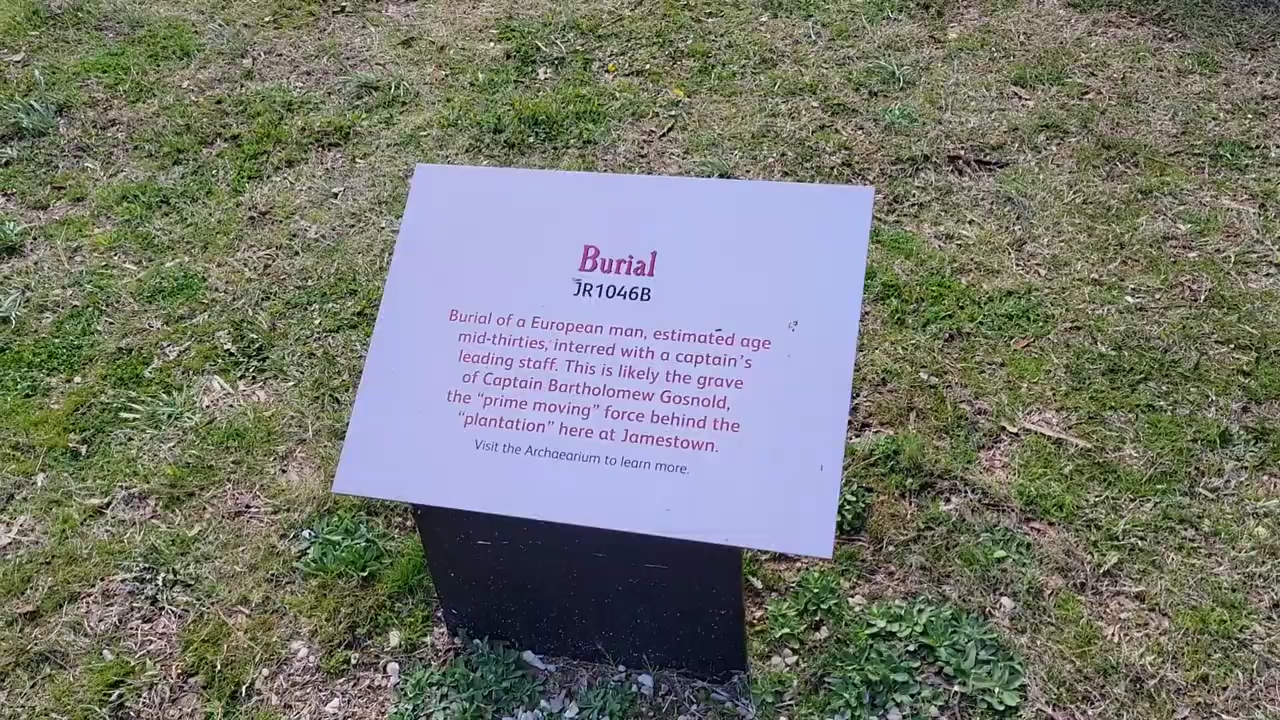 Burial
JR1046B
Burial of a European man, estimated age
mid-thirties, interred with a captain's
leading staff. This is likely the grave
of Captain Bartholomew Gosnold,
the “prime moving” force behind the
“plantation” here at Jamestown.
Visit the Archaearium to learn more.